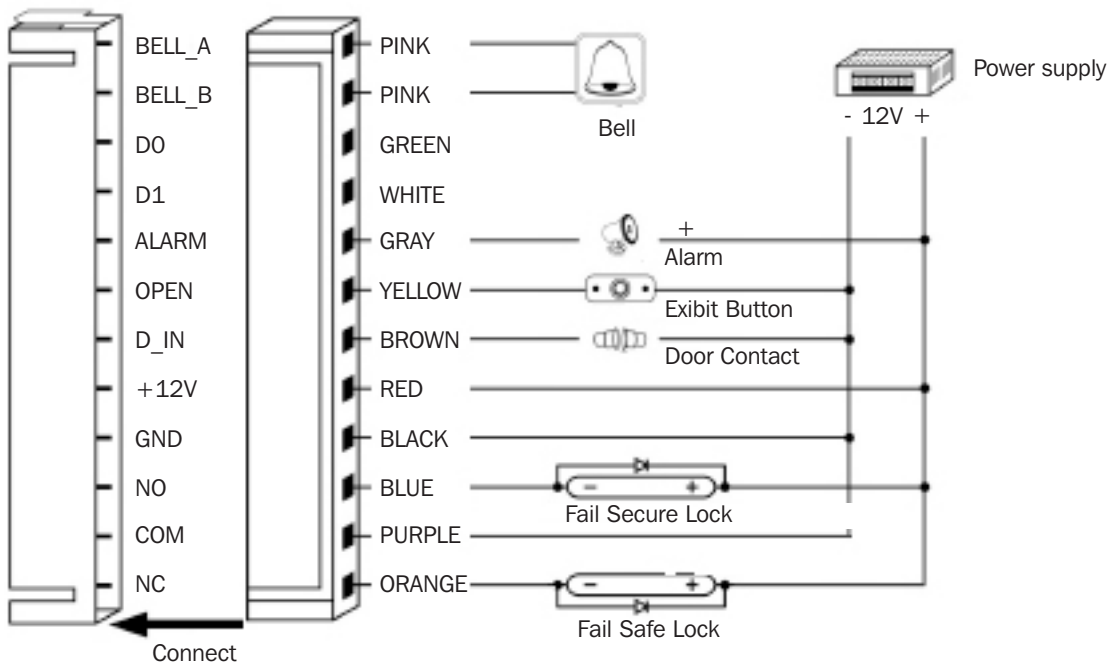 BELL_A PINK
BELL_B PINK
Bell
Power supply
- 12V +
D0 GREEN
D1 WHITE
ALARM GRAY +
Alarm
OPEN YELLOW
Exibit Button
D_IN BROWN
Door Contact
+12V RED
GND BLACK
NO BLUE - +
Fail Secure Lock
COM PURPLE
NC ORANGE - +
Fail Safe Lock
Connect